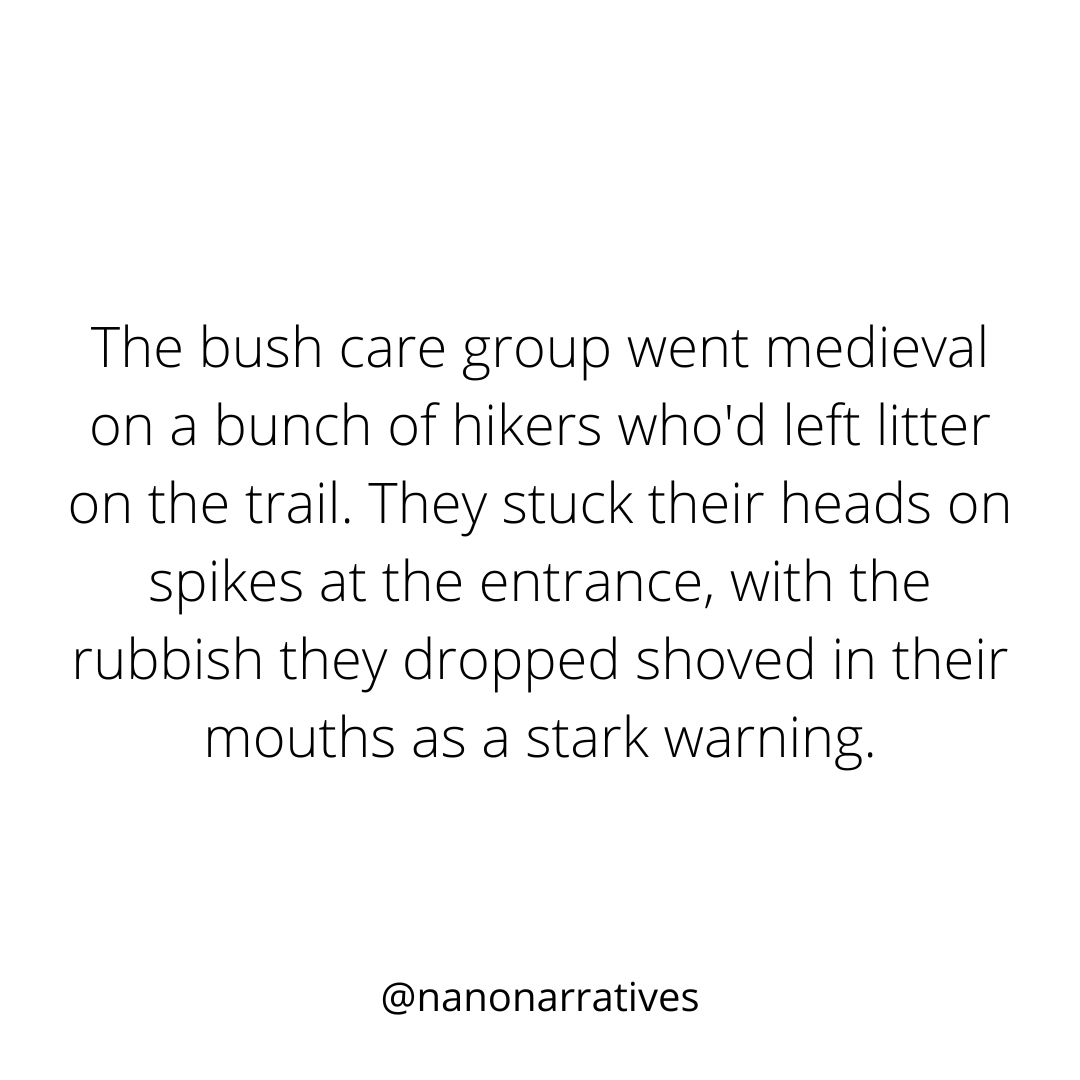 The bush care group went medieval
on a bunch of hikers who'd left litter
on the trail. They stuck their heads on
spikes at the entrance, with the
rubbish they dropped shoved in their
mouths as a stark warning.
@nanonarratives